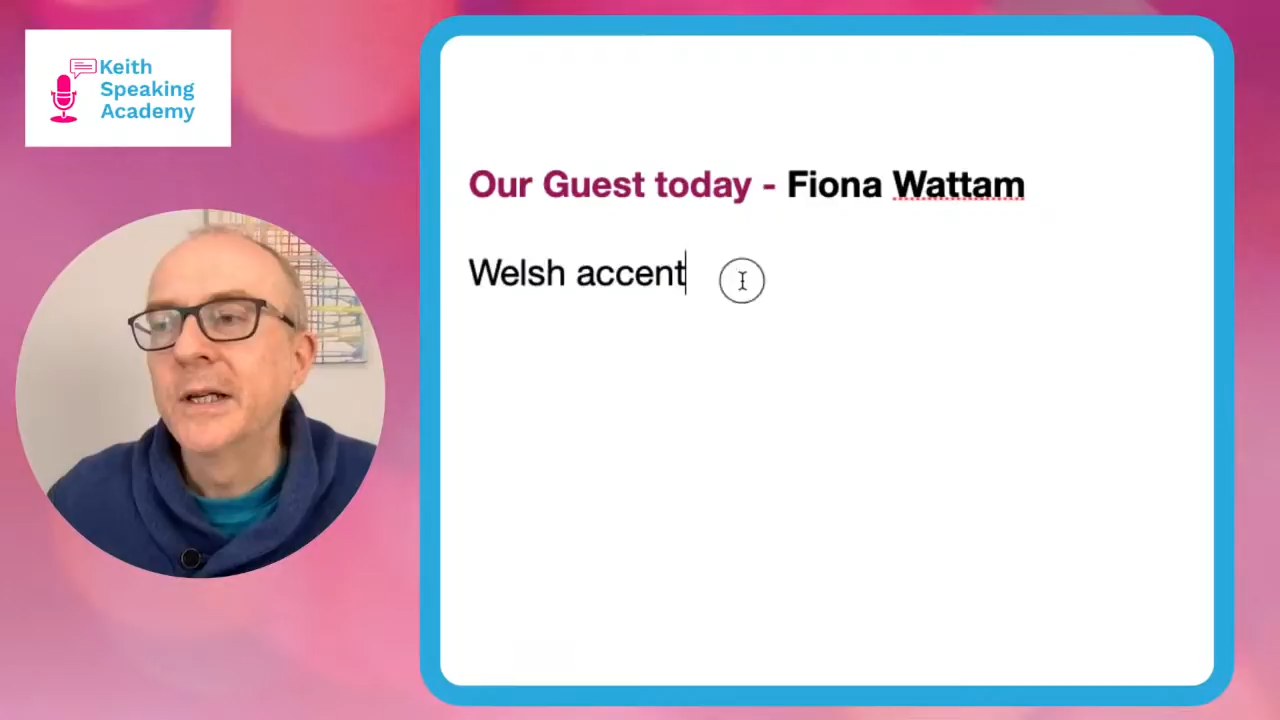 Keith
Speaking
Academy
Our Guest today - Fiona Wattam
Welsh accent